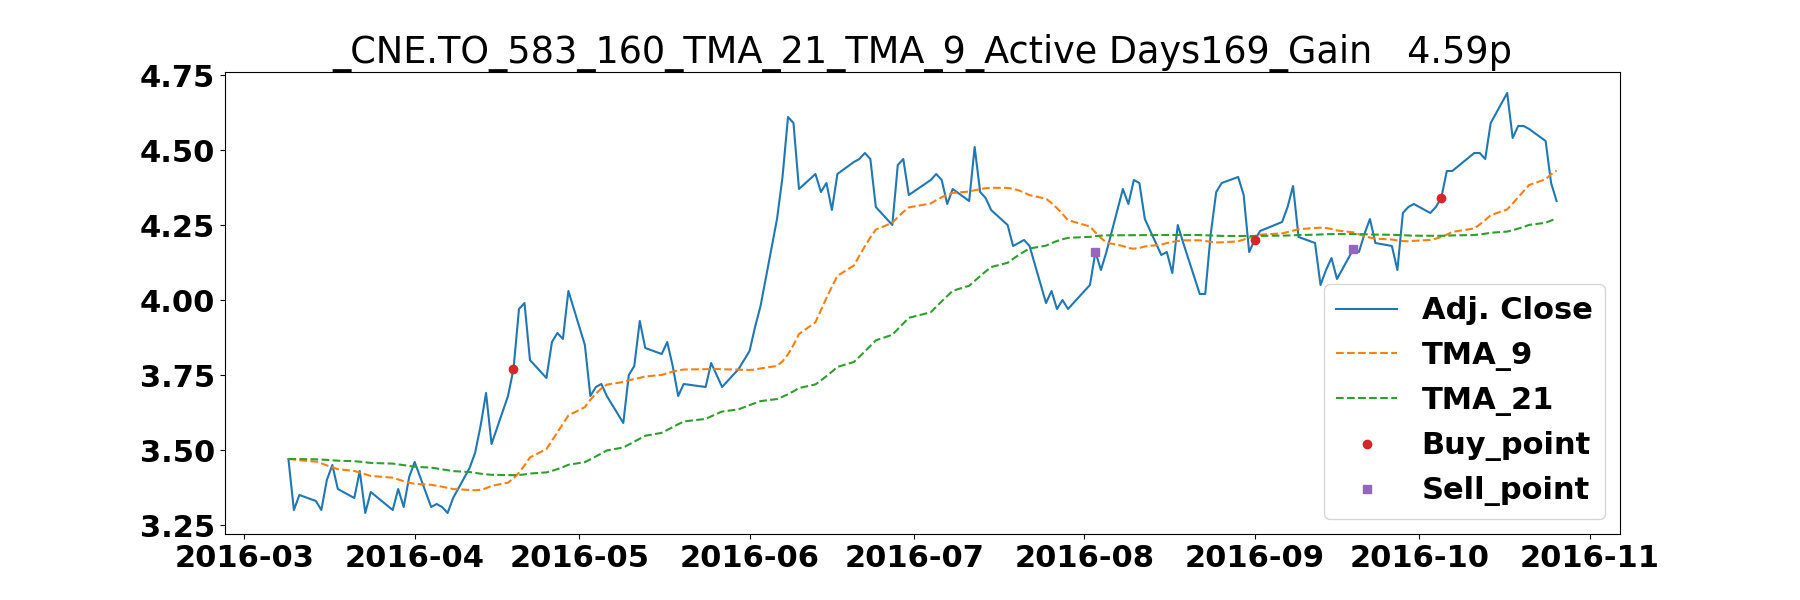 _CNE.TO_583_160_TMA_21_TMA_9_Active Days169_Gain   4.59p
4.75
4.50
4.25
4.00
3.75
3.50
3.25
2016-03 2016-04 2016-05 2016-06 2016-07 2016-08 2016-09 2016-10 2016-11
Adj. Close
TMA_9
TMA_21
Buy_point
Sell_point